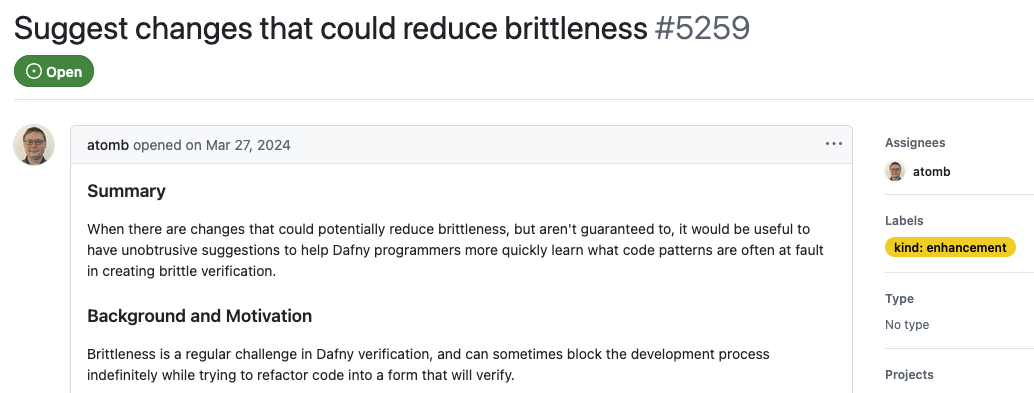 Suggest changes that could reduce brittleness #5259
Open
atomb opened on Mar 27, 2024
Summary
When there are changes that could potentially reduce brittleness, but aren't guaranteed to, it would be useful to
have unobtrusive suggestions to help Dafny programmers more quickly learn what code patterns are often at fault
in creating brittle verification.
Background and Motivation
Brittleness is a regular challenge in Dafny verification, and can sometimes block the development process
indefinitely while trying to refactor code into a form that will verify.
Assignees
atomb
Labels
kind: enhancement
Type
No type
Projects